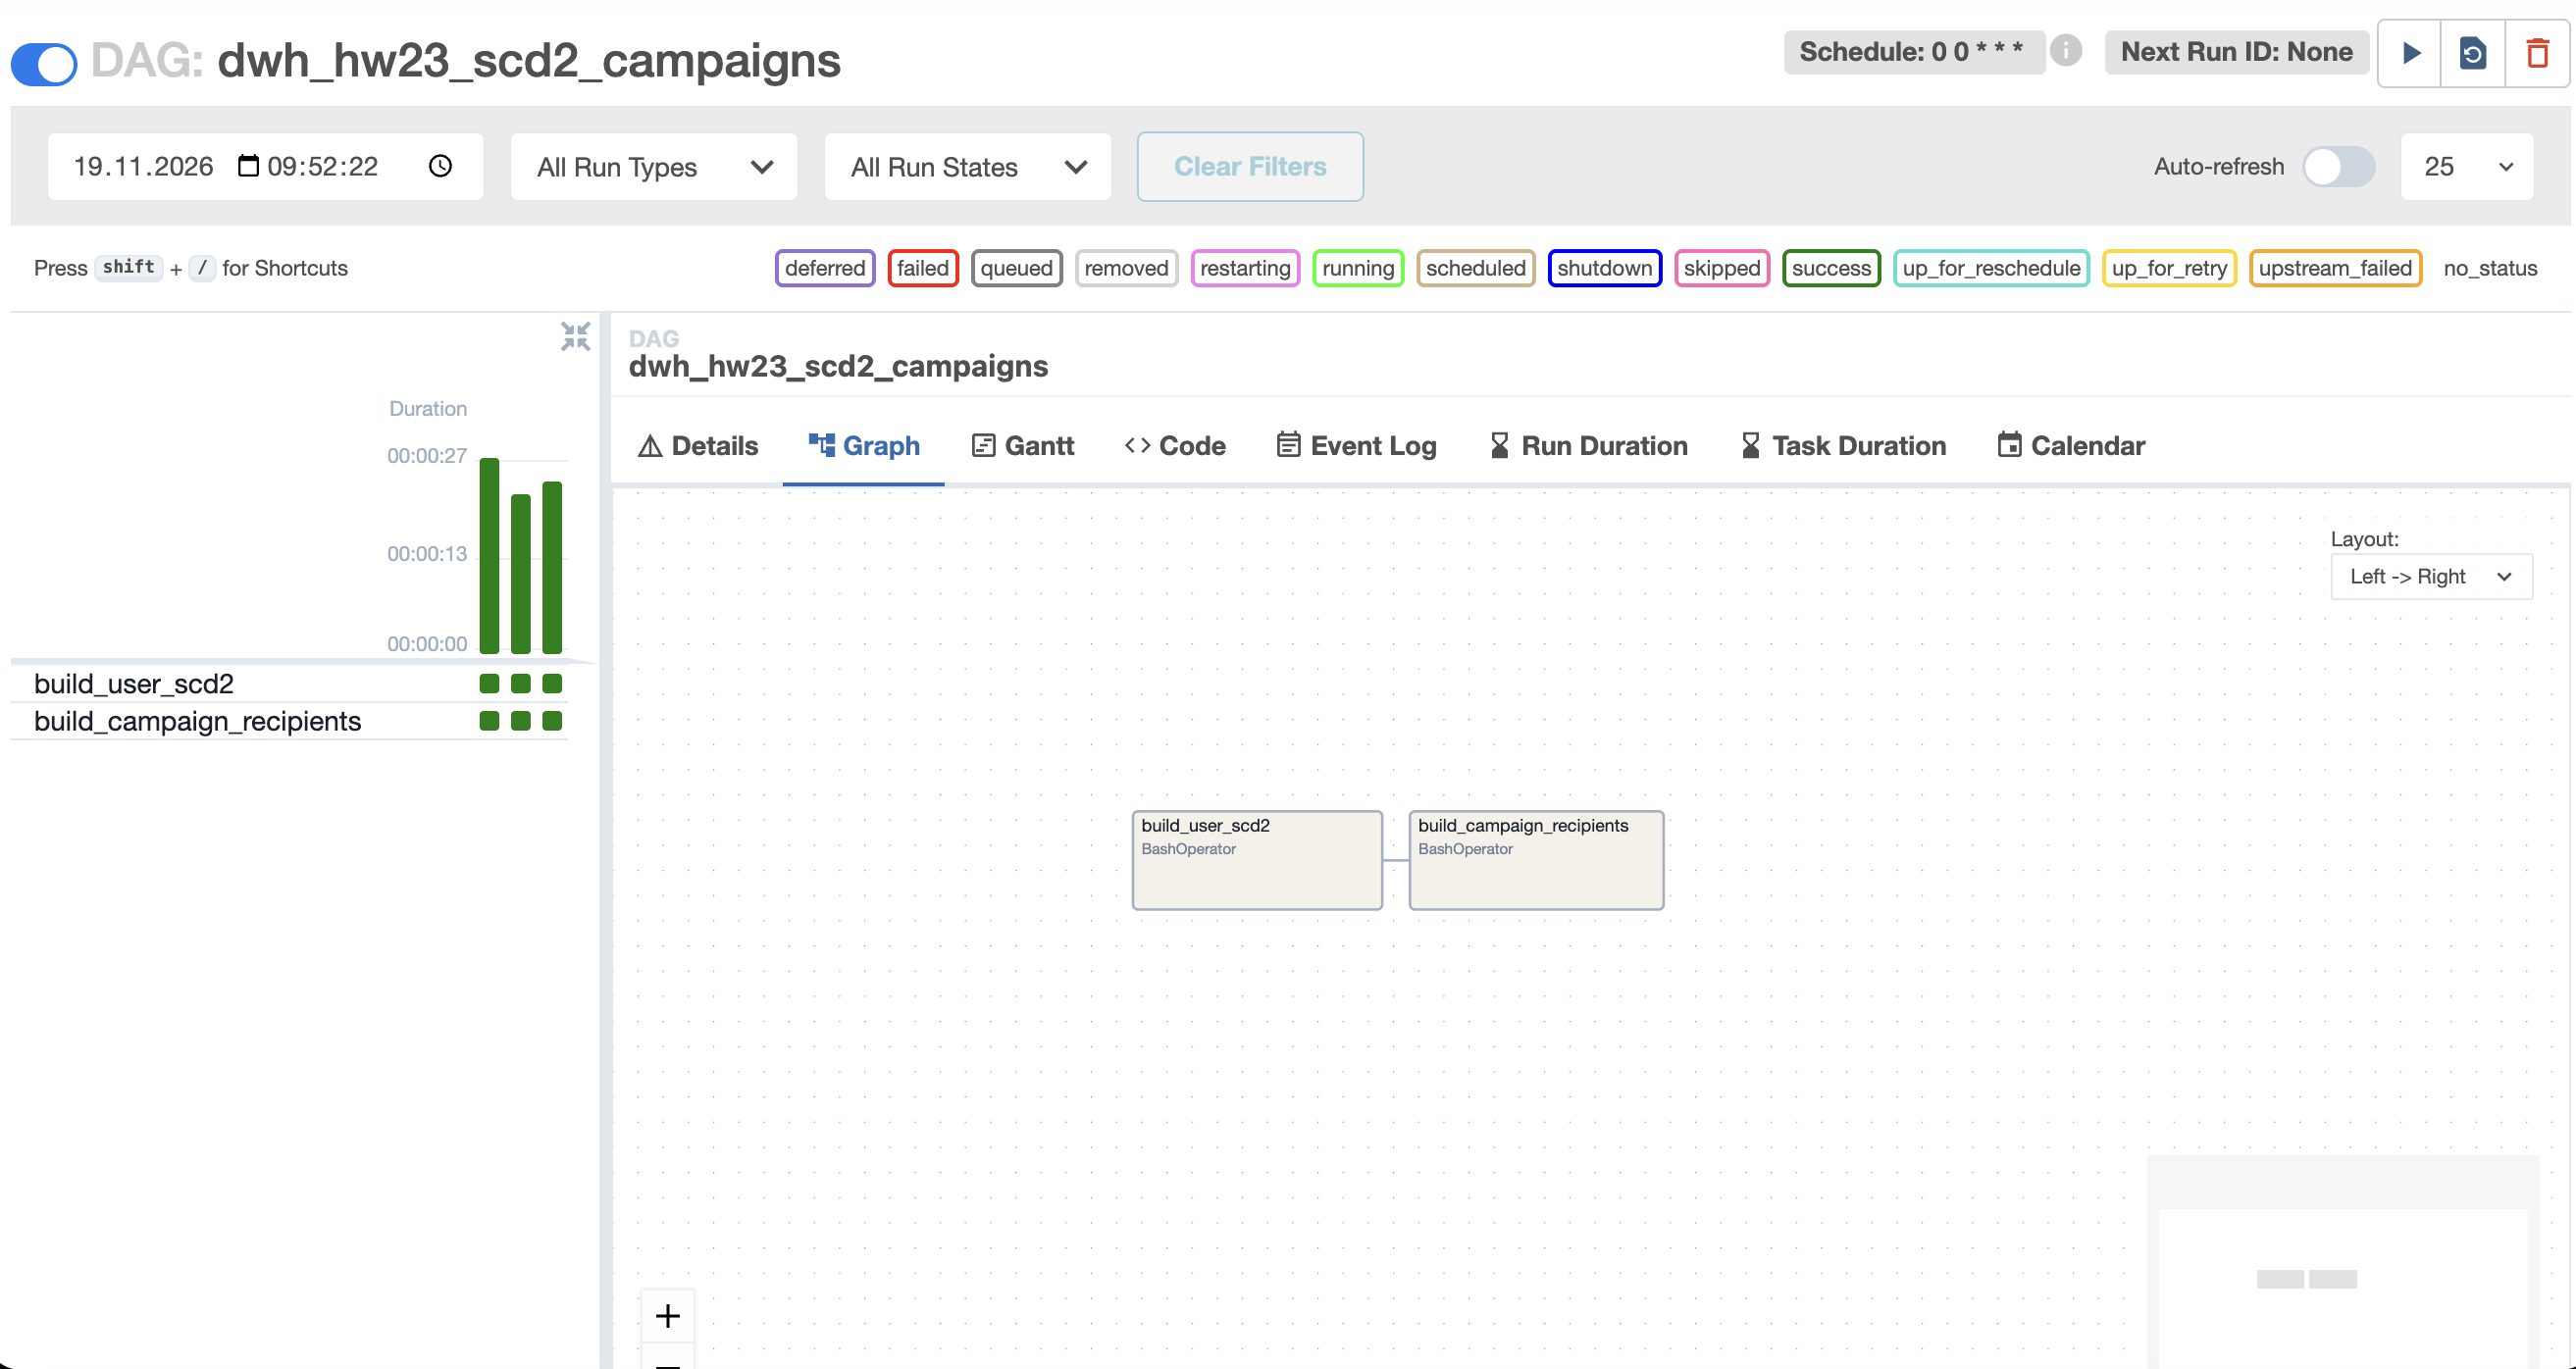 DAG: dwh_hw23_scd2_campaigns
Schedule: 0 0 * * *
Next Run ID: None
19.11.2026 09:52:22
All Run Types
All Run States
Clear Filters
Auto-refresh
25
Press shift + / for Shortcuts
deferred failed queued removed restarting running scheduled shutdown skipped success up_for_reschedule up_for_retry upstream_failed no_status
DAG
dwh_hw23_scd2_campaigns
Duration
00:00:27
00:00:13
00:00:00
build_user_scd2
build_campaign_recipients
Details Graph Gantt Code Event Log Run Duration Task Duration Calendar
Layout:
Left -> Right
build_user_scd2
BashOperator
build_campaign_recipients
BashOperator